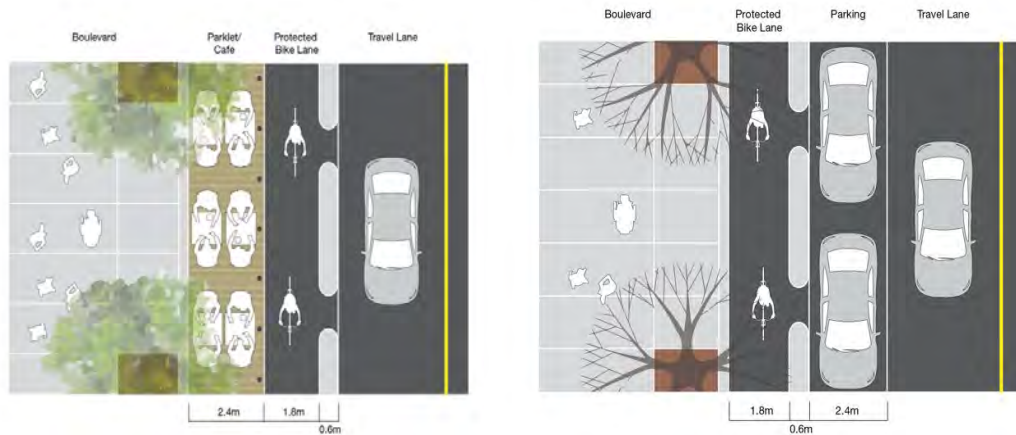 Boulevard
Parklet/
Cafe
Protected
Bike Lane
Travel Lane
2.4m
1.8m
0.6m
Boulevard
Protected
Bike Lane
Parking
Travel Lane
1.8m
2.4m
0.6m